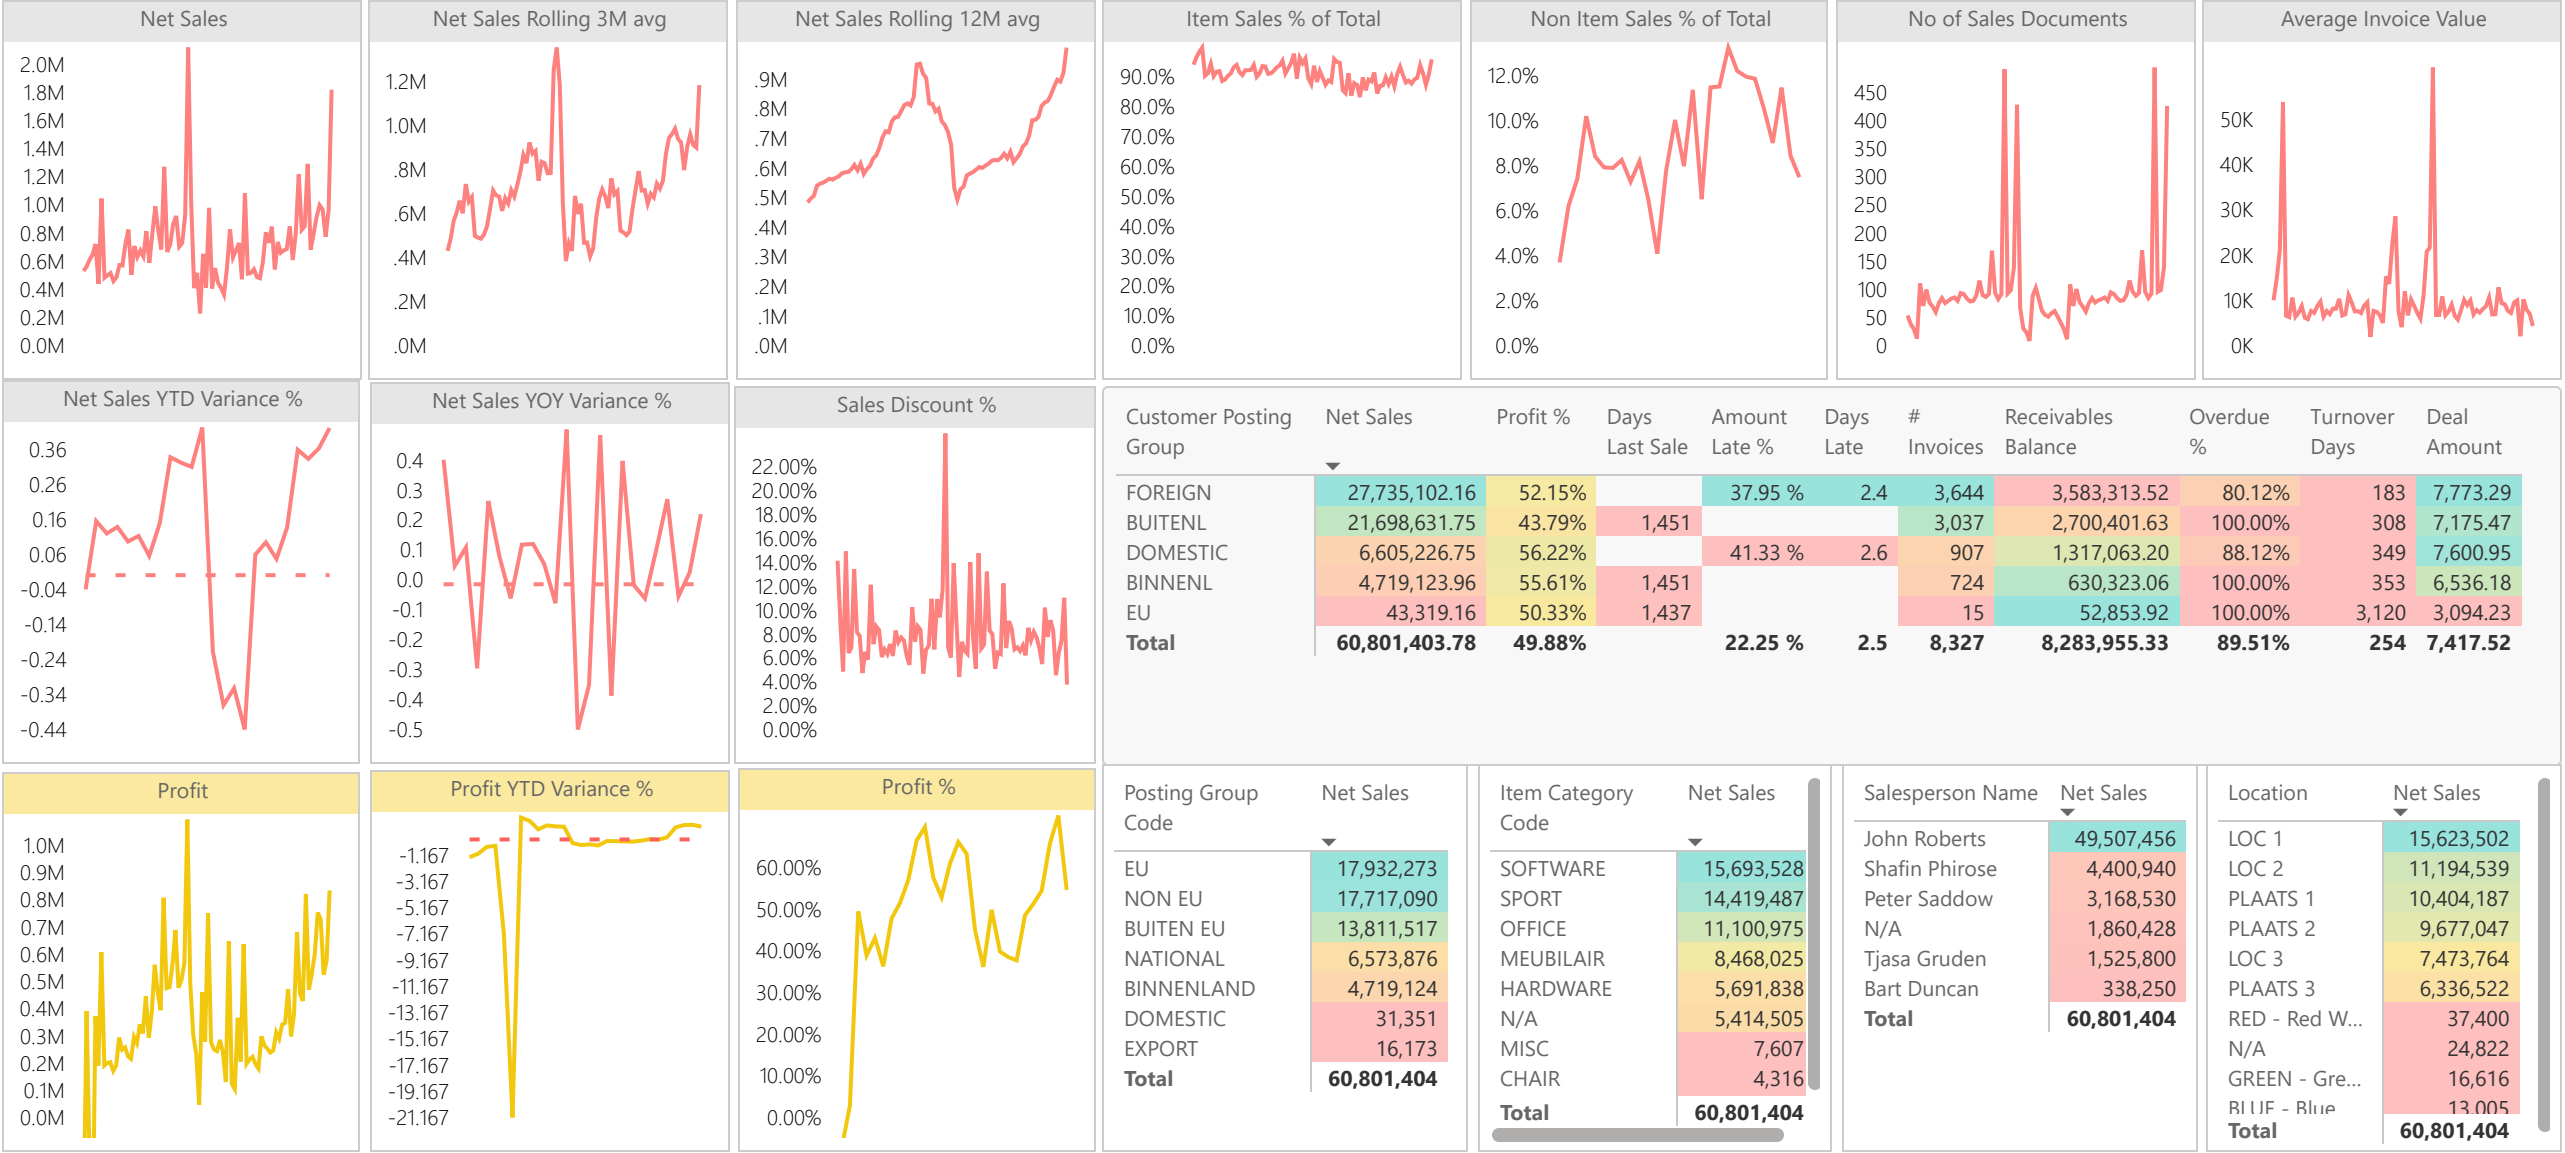 Net Sales
2.0M
1.8M
1.6M
1.4M
1.2M
1.0M
0.8M
0.6M
0.4M
0.2M
0.0M
Net Sales Rolling 3M avg
1.2M
1.0M
.8M
.6M
.4M
.2M
.0M
Net Sales Rolling 12M avg
.9M
.8M
.7M
.6M
.5M
.4M
.3M
.2M
.1M
.0M
Item Sales % of Total
90.0%
80.0%
70.0%
60.0%
50.0%
40.0%
30.0%
20.0%
10.0%
0.0%
Non Item Sales % of Total
12.0%
10.0%
8.0%
6.0%
4.0%
2.0%
0.0%
No of Sales Documents
450
400
350
300
250
200
150
100
50
0
Average Invoice Value
50K
40K
30K
20K
10K
0K
Net Sales YTD Variance %
0.36
0.26
0.16
0.06
-0.04
-0.14
-0.24
-0.34
-0.44
Net Sales YOY Variance %
0.4
0.3
0.2
0.1
0.0
-0.1
-0.2
-0.3
-0.4
-0.5
Sales Discount %
22.00%
20.00%
18.00%
16.00%
14.00%
12.00%
10.00%
8.00%
6.00%
4.00%
2.00%
0.00%
Customer Posting Net Sales Profit % Days Amount Days # Receivables Overdue Turnover Deal
Group Last Sale Late % Late Invoices Balance % Days Amount
FOREIGN 27,735,102.16 52.15% 37.95 % 2.4 3,644 3,583,313.52 80.12% 183 7,773.29
BUITENL 21,698,631.75 43.79% 1,451 3,037 2,700,401.63 100.00% 308 7,175.47
DOMESTIC 6,605,226.75 56.22% 41.33 % 2.6 907 1,317,063.20 88.12% 349 7,600.95
BINNENL 4,719,123.96 55.61% 1,451 724 630,323.06 100.00% 353 6,536.18
EU 43,319.16 50.33% 1,437 15 52,853.92 100.00% 3,120 3,094.23
Total 60,801,403.78 49.88% 22.25 % 2.5 8,327 8,283,955.33 89.51% 254 7,417.52
Profit
1.0M
0.9M
0.8M
0.7M
0.6M
0.5M
0.4M
0.3M
0.2M
0.1M
0.0M
Profit YTD Variance %
-1.167
-3.167
-5.167
-7.167
-9.167
-11.167
-13.167
-15.167
-17.167
-19.167
-21.167
Profit %
60.00%
50.00%
40.00%
30.00%
20.00%
10.00%
0.00%
Posting Group Net Sales
Code
EU 17,932,273
NON EU 17,717,090
BUITEN EU 13,811,517
NATIONAL 6,573,876
BINNENLAND 4,719,124
DOMESTIC 31,351
EXPORT 16,173
Total 60,801,404
Item Category Net Sales
Code
SOFTWARE 15,693,528
SPORT 14,419,487
OFFICE 11,100,975
MEUBILAIR 8,468,025
HARDWARE 5,691,838
N/A 5,414,505
MISC 7,607
CHAIR 4,316
Total 60,801,404
Salesperson Name Net Sales
John Roberts 49,507,456
Shafin Phirose 4,400,940
Peter Saddow 3,168,530
N/A 1,860,428
Tjasa Gruden 1,525,800
Bart Duncan 338,250
Total 60,801,404
Location Net Sales
LOC 1 15,623,502
LOC 2 11,194,539
PLAATS 1 10,404,187
PLAATS 2 9,677,047
LOC 3 7,473,764
PLAATS 3 6,336,522
RED - Red W... 37,400
N/A 24,822
GREEN - Gre... 16,616
BLUE - Blue 13,005
Total 60,801,404